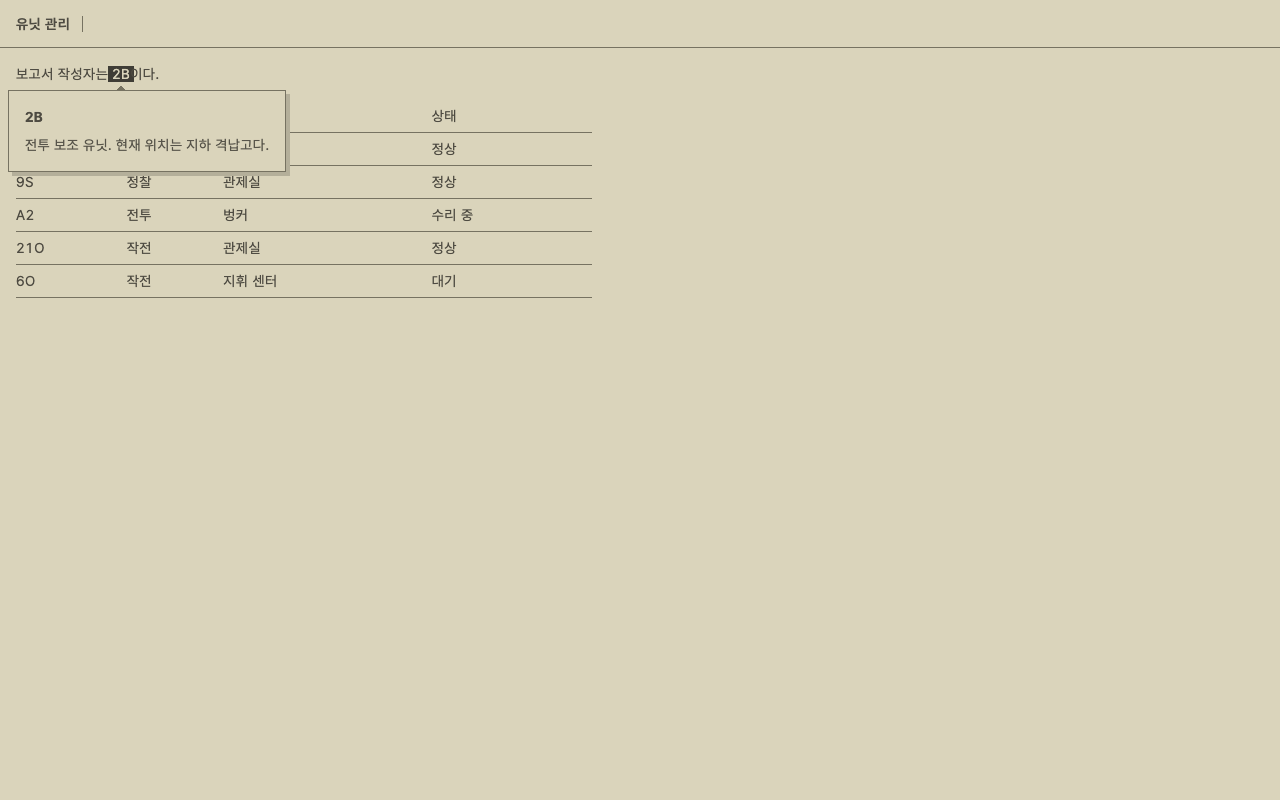 유닛 관리
보고서 작성자는 2B이다.
2B
전투 보조 유닛. 현재 위치는 지하 격납고다.
상태
정상
9S 정찰 관제실 정상
A2 전투 벙커 수리 중
21O 작전 관제실 정상
6O 작전 지휘 센터 대기